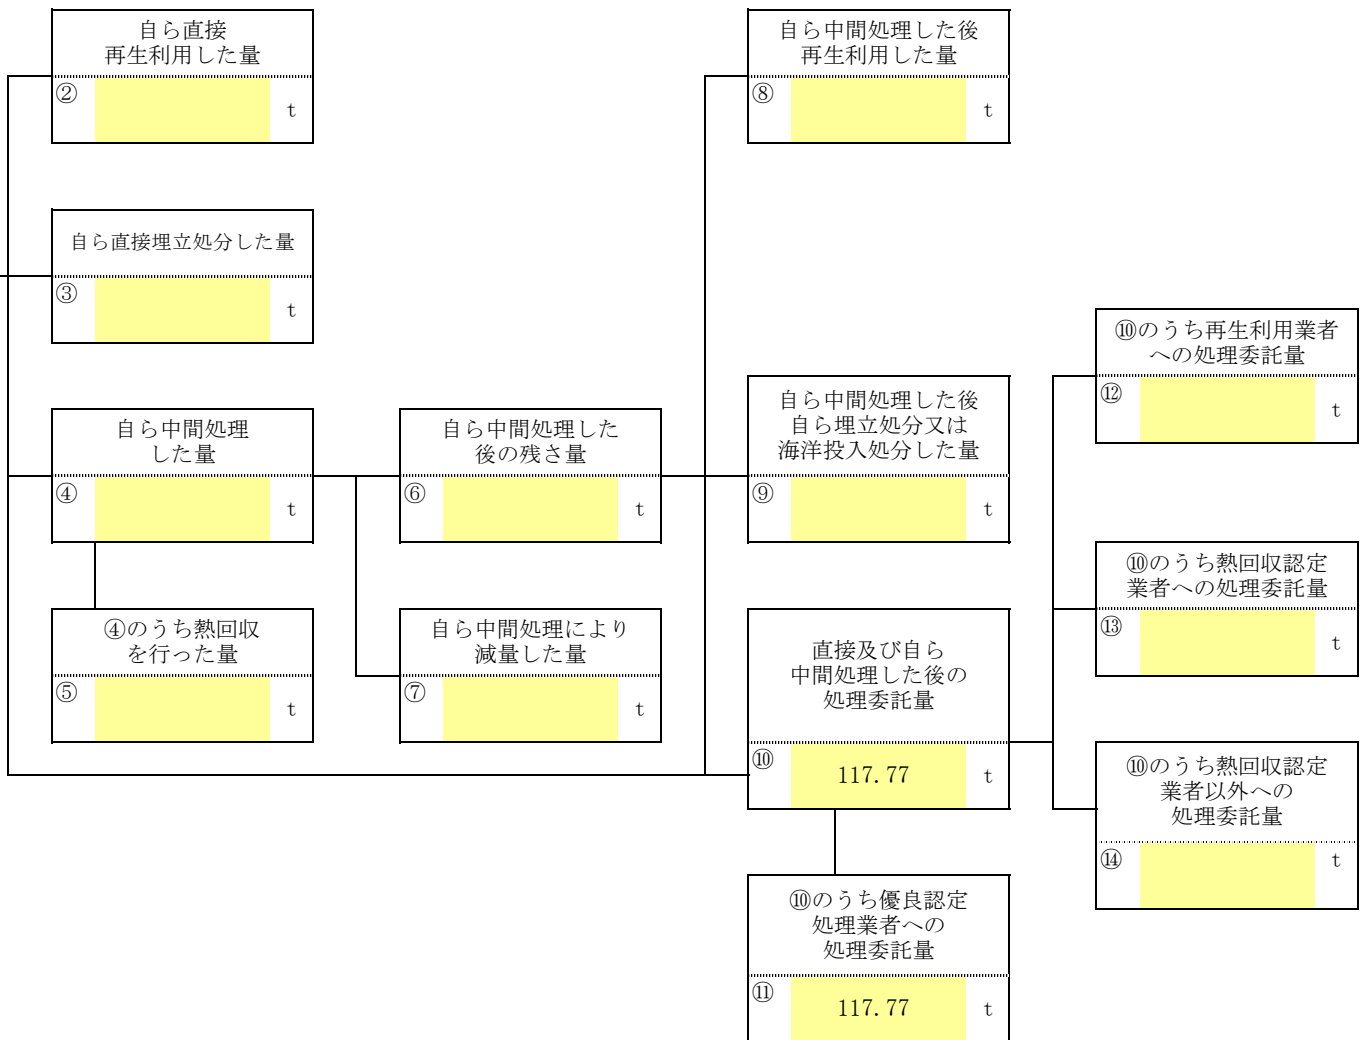 自ら直接
再生利用した量
②
t
自ら直接埋立処分した量
③
t
自ら中間処理
した量
④
t
④のうち熱回収
を行った量
⑤
t
自ら中間処理した
後の残さ量
⑥
t
自ら中間処理により
減量した量
⑦
t
自ら中間処理した後
再生利用した量
⑧
t
自ら中間処理した後
自ら埋立処分又は
海洋投入処分した量
⑨
t
直接及び自ら
中間処理した後の
処理委託量
⑩ 117.77 t
⑩のうち優良認定
処理業者への
処理委託量
⑪ 117.77 t
⑩のうち再生利用業者
への処理委託量
⑫
t
⑩のうち熱回収認定
業者への処理委託量
⑬
t
⑩のうち熱回収認定
業者以外への
処理委託量
⑭
t